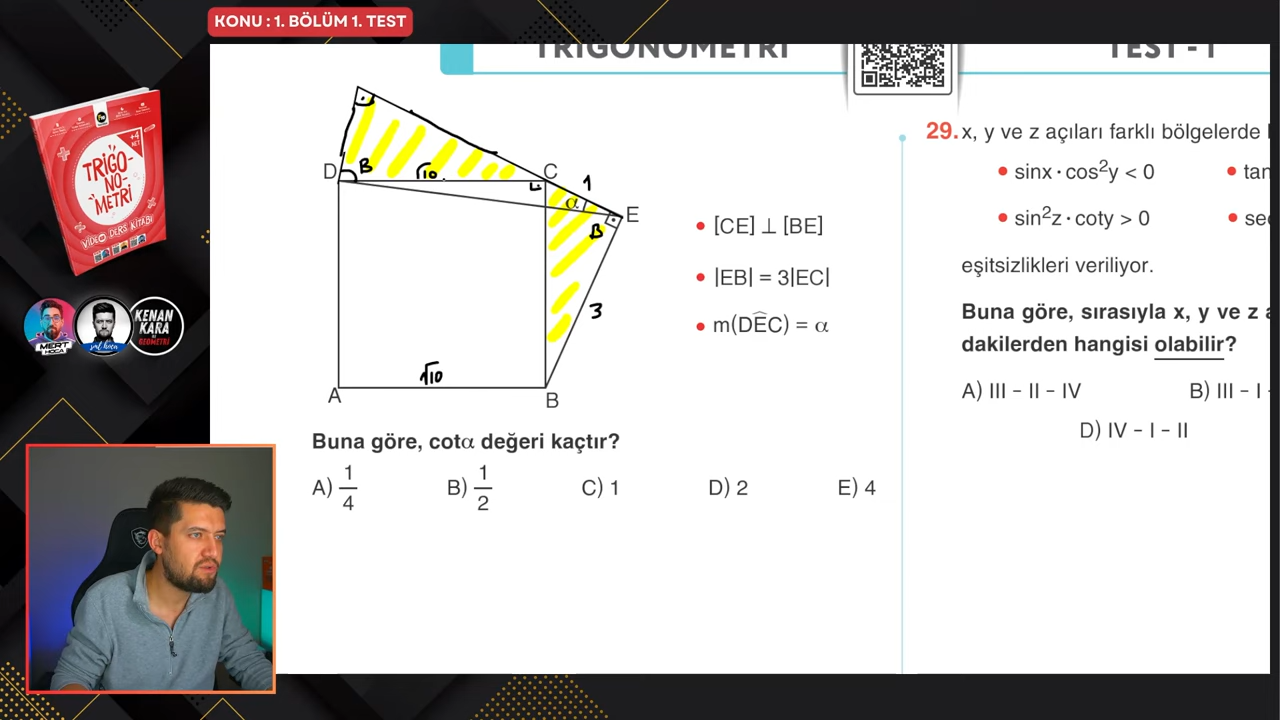 KONU : 1. BÖLÜM 1. TEST
TRİGONOMETRİ
TEST - 1
+4 NET
TRİGO
NO
METRİ
VİDEO DERS KİTABI
MERT HOCA
KENAN KARA
GEOMETRİ
D
B
√10
C
1
α
E
B
3
√10
A
B
• [CE] ⊥ [BE]
• |EB| = 3|EC|
• m(DEC) = α
Buna göre, cotα değeri kaçtır?
A) 1/4 B) 1/2 C) 1 D) 2 E) 4
29. x, y ve z açıları farklı bölgelerde
• sinx · cos²y < 0 • tan
• sin²z · coty > 0 • sec
eşitsizlikleri veriliyor.
Buna göre, sırasıyla x, y ve z
dakilerden hangisi olabilir?
A) III - II - IV B) III - I -
D) IV - I - II